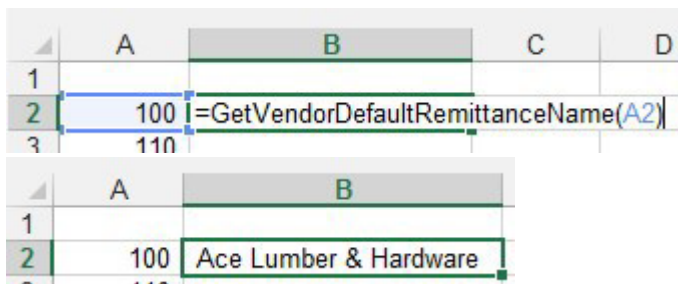 A B C D
1
2 100 =GetVendorDefaultRemittanceName(A2)
3 110
A B
1
2 100 Ace Lumber & Hardware